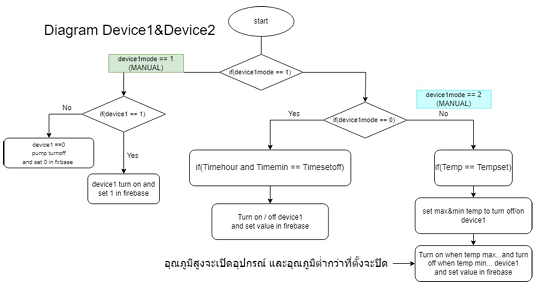 Diagram Device1&Device2
start
device1mode == 1
(MANUAL)
if(device1mode == 1)
device1mode == 2
(MANUAL)
No
if(device1 == 1)
Yes
if(device1mode == 0)
No
device1 ==0
pump turnoff
and set 0 in firbase
Yes
if(Timehour and Timemin == Timesetoff)
if(Temp == Tempset)
device1 turn on and
set 1 in firebase
Turn on / off device1
and set value in firebase
set max&min temp to turn off/on
device1
อุณภูมิสูงจะเปิดอุปกรณ์ และอุณภูมิต่ำกว่าที่ตั้งจะปิด
Turn on when temp max...and turn
off when temp min... device1
and set value in firebase